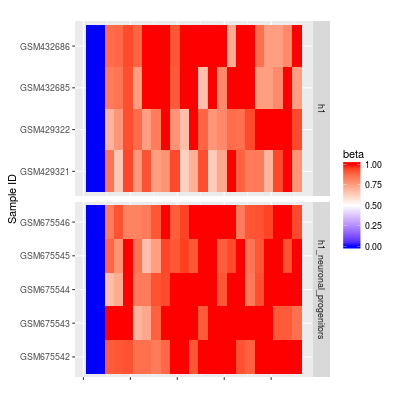 Sample ID
GSM432686
GSM432685
GSM429322
GSM429321
h1
GSM675546
GSM675545
GSM675544
GSM675543
GSM675542
h1_neuronal_progenitors
beta
1.00
0.75
0.50
0.25
0.00